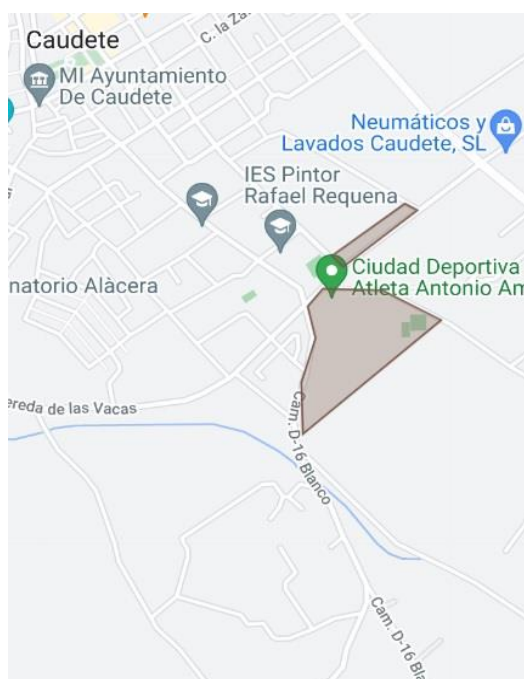 C. la Za
Caudete
MI Ayuntamiento
De Caudete
Neumáticos y
Lavados Caudete, SL
IES Pintor
Rafael Requena
Ciudad Deportiva
Atleta Antonio Am
natorio Alàcera
ereda de las Vacas
Cam. D-16 Blanco
Cam. D-16 Bla